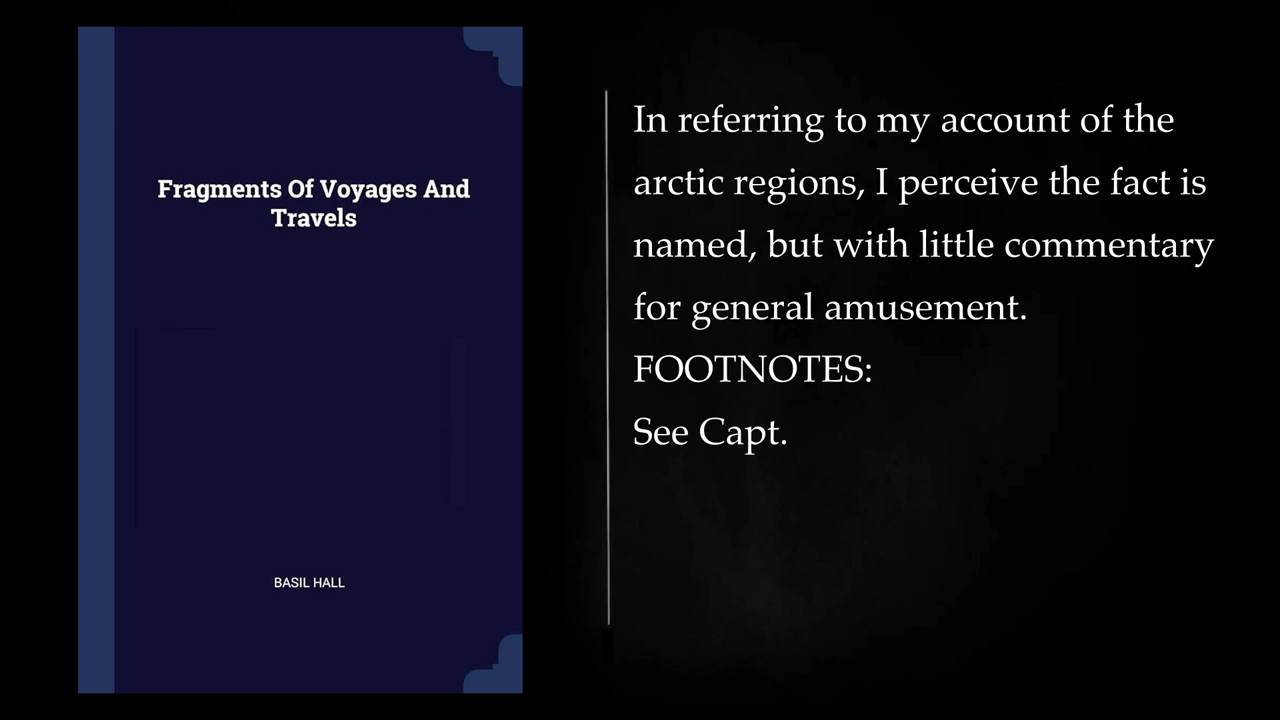 Fragments Of Voyages And
Travels
BASIL HALL
In referring to my account of the
arctic regions, I perceive the fact is
named, but with little commentary
for general amusement.
FOOTNOTES:
See Capt.